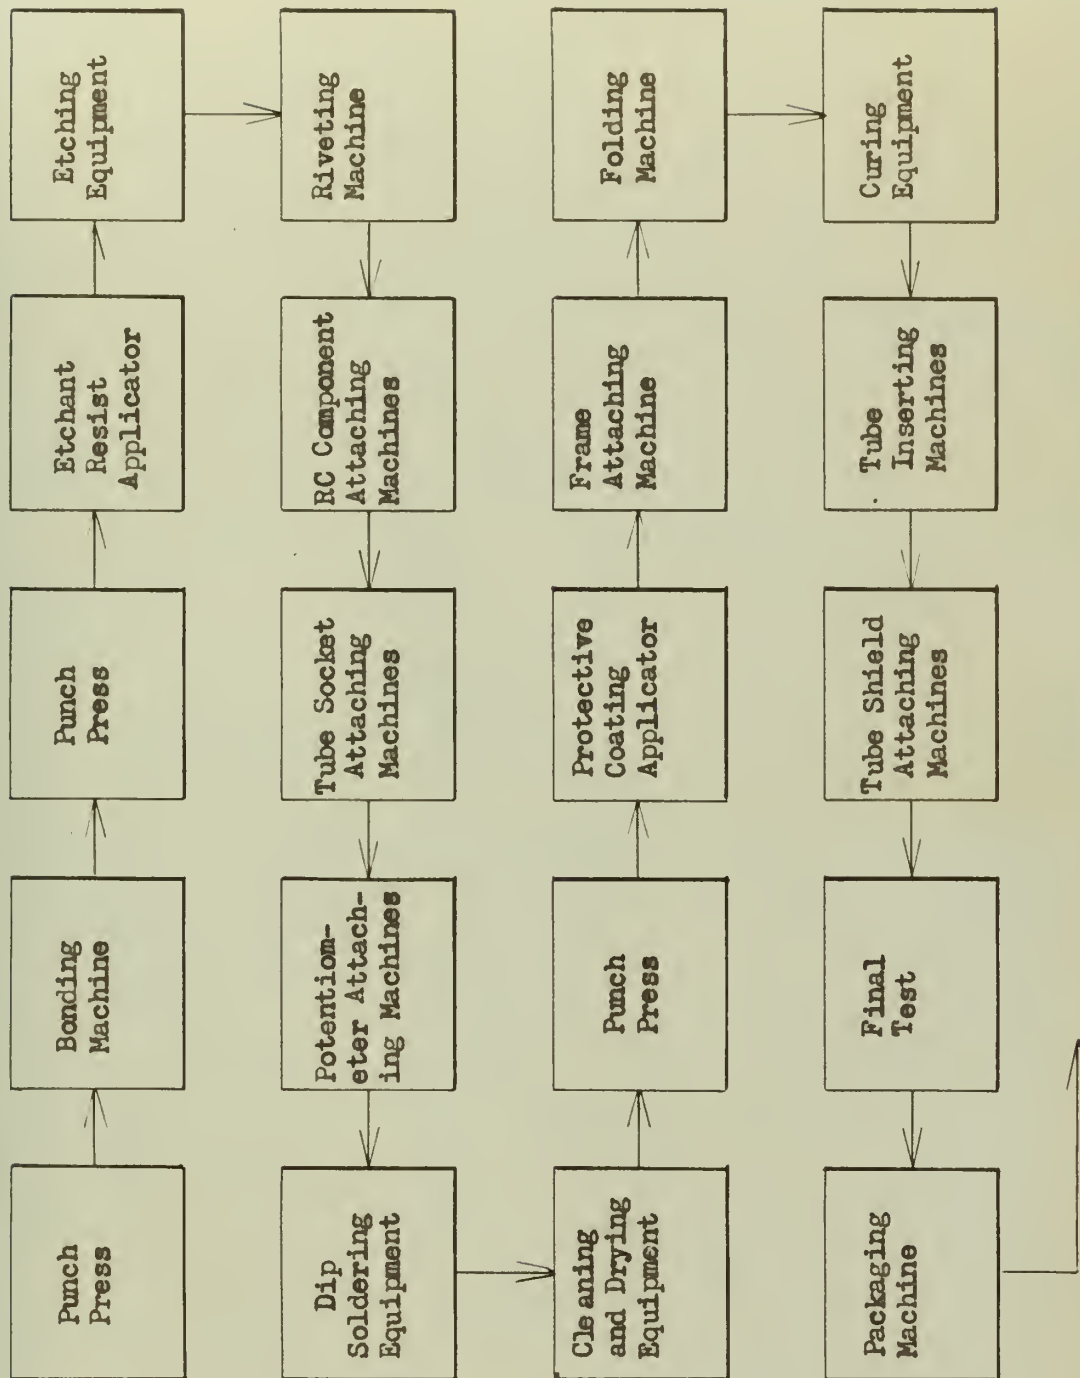 Punch
Press
Bonding
Machine
Punch
Press
Etchant
Resist
Applicator
Etching
Equipment
Riveting
Machine
RC Component
Attaching
Machines
Tube Socket
Attaching
Machines
Potentiom-
eter Attach-
ing Machines
Dip
Soldering
Equipment
Cleaning
and Drying
Equipment
Punch
Press
Protective
Coating
Applicator
Frame
Attaching
Machine
Folding
Machine
Curing
Equipment
Tube
Inserting
Machines
Tube Shield
Attaching
Machines
Final
Test
Packaging
Machine